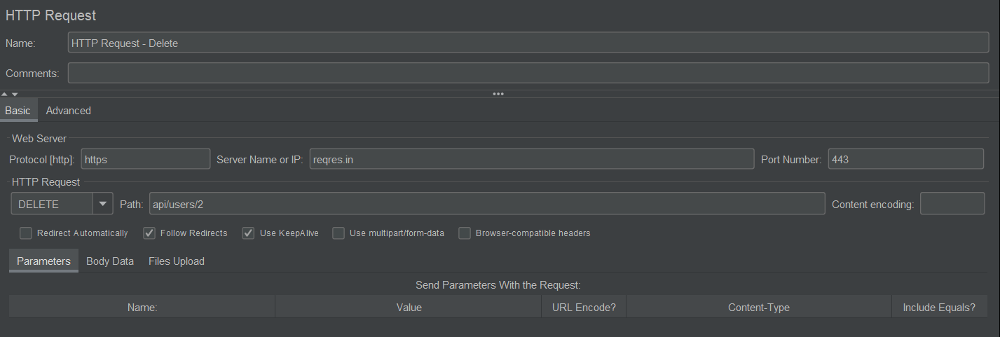 HTTP Request
Name: HTTP Request - Delete
Comments:
Basic Advanced
Web Server
Protocol [http]: https Server Name or IP: reqres.in Port Number: 443
HTTP Request
DELETE Path: api/users/2 Content encoding:
Redirect Automatically Follow Redirects Use KeepAlive Use multipart/form-data Browser-compatible headers
Parameters Body Data Files Upload
Send Parameters With the Request:
Name: Value URL Encode? Content-Type Include Equals?